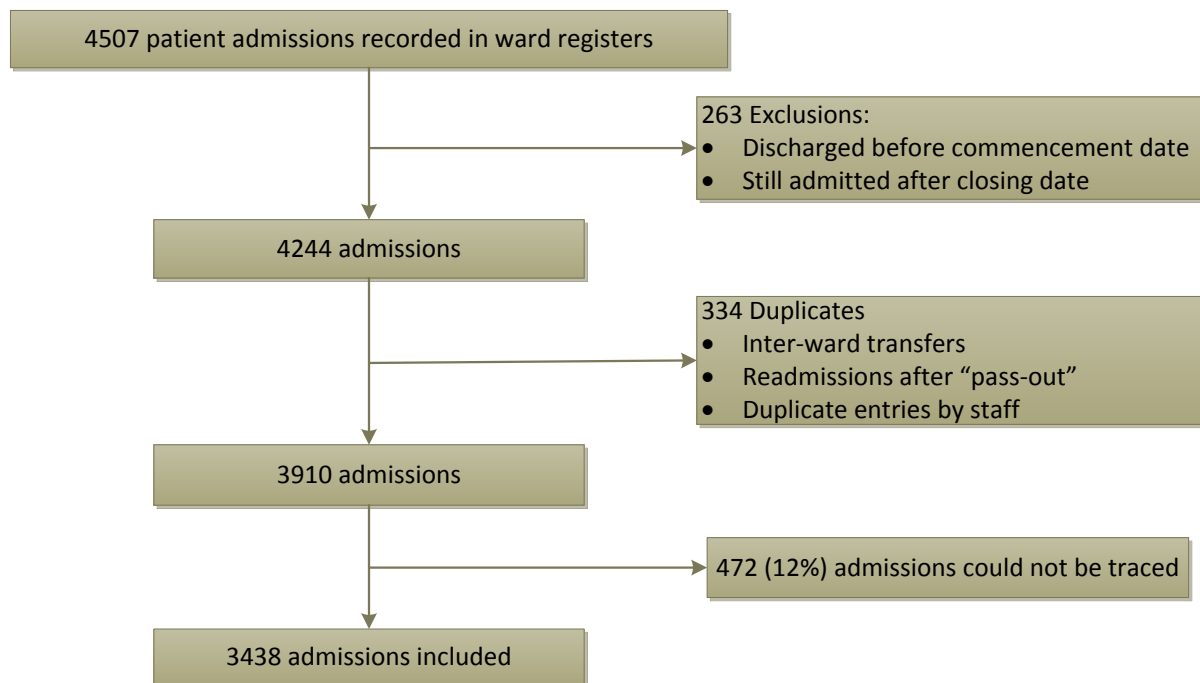 4507 patient admissions recorded in ward registers
263 Exclusions:
• Discharged before commencement date
• Still admitted after closing date
4244 admissions
334 Duplicates
• Inter-ward transfers
• Readmissions after “pass-out”
• Duplicate entries by staff
3910 admissions
472 (12%) admissions could not be traced
3438 admissions included